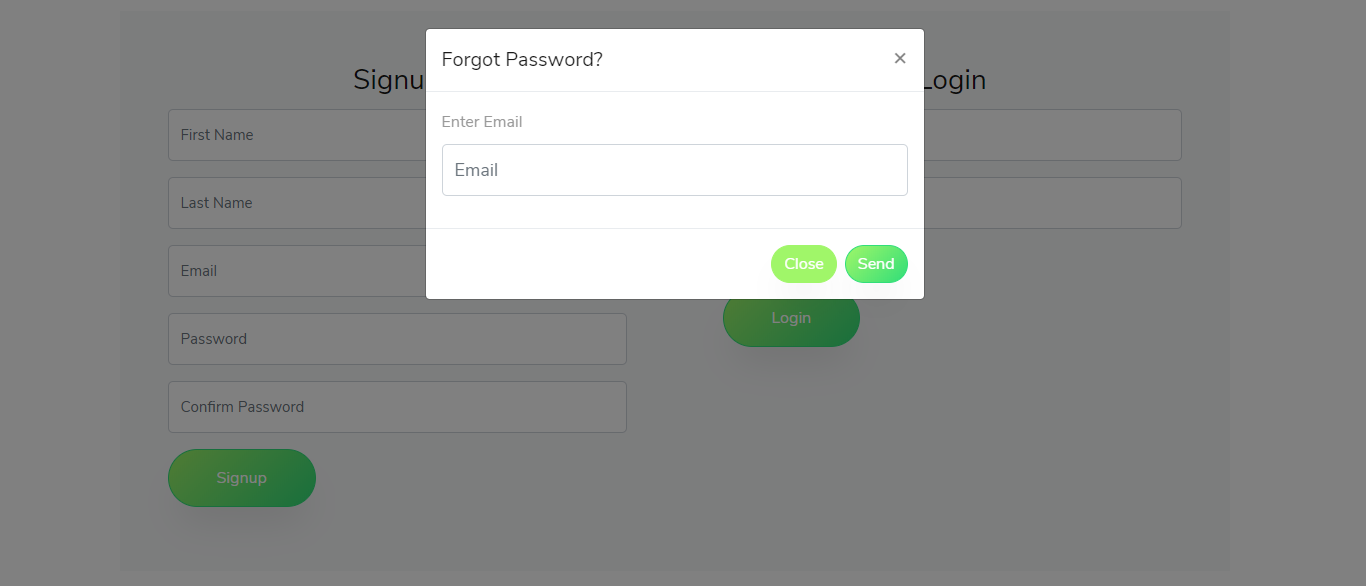 Forgot Password?
×
Signu
Login
Enter Email
First Name
Email
Last Name
Email
Close
Send
Login
Password
Confirm Password
Signup